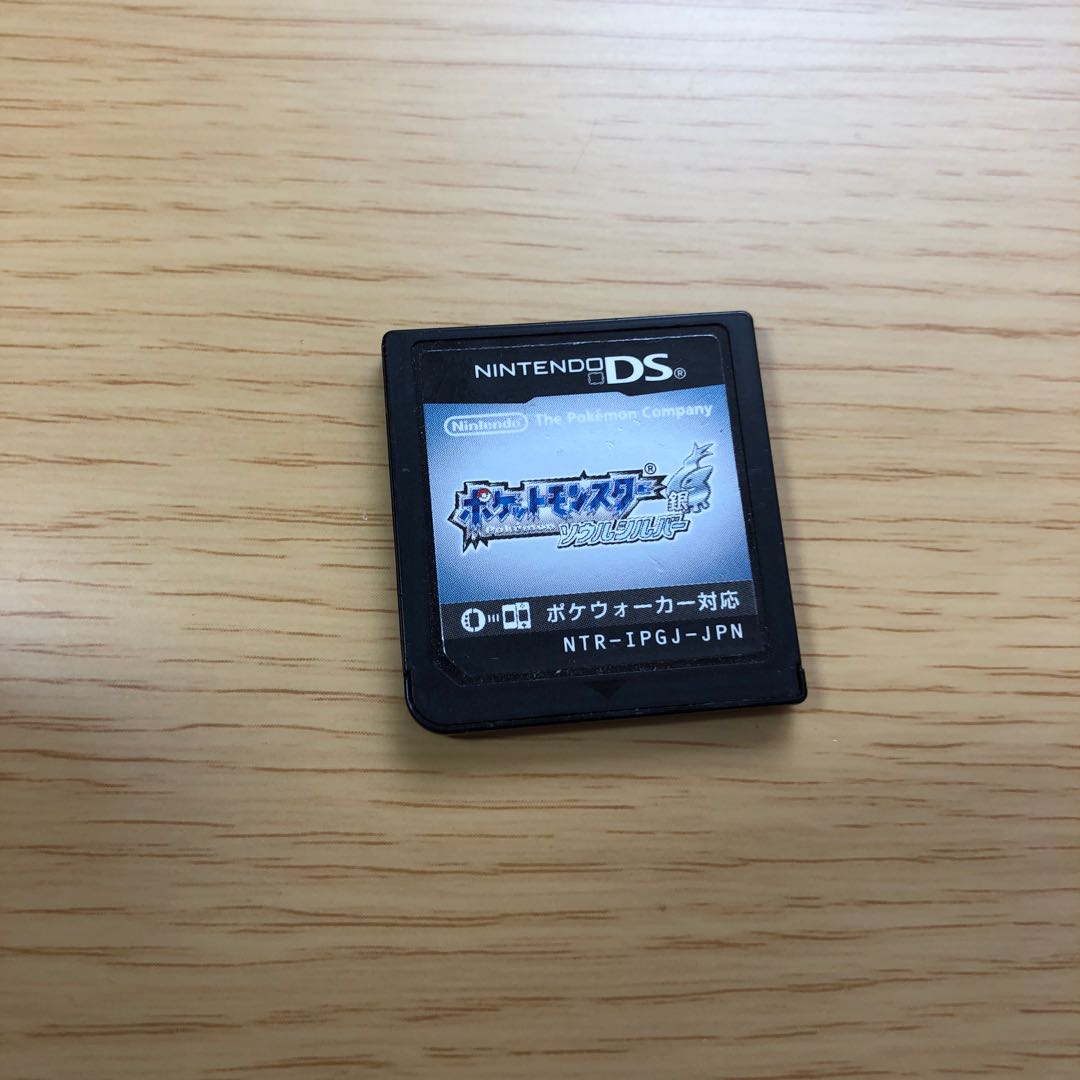 NINTENDO DS®
Nintendo® The Pokémon Company
ポケットモンスター®
Pokémon
銀
ソウルシルバー
ポケウォーカー対応
NTR-IPGJ-JPN